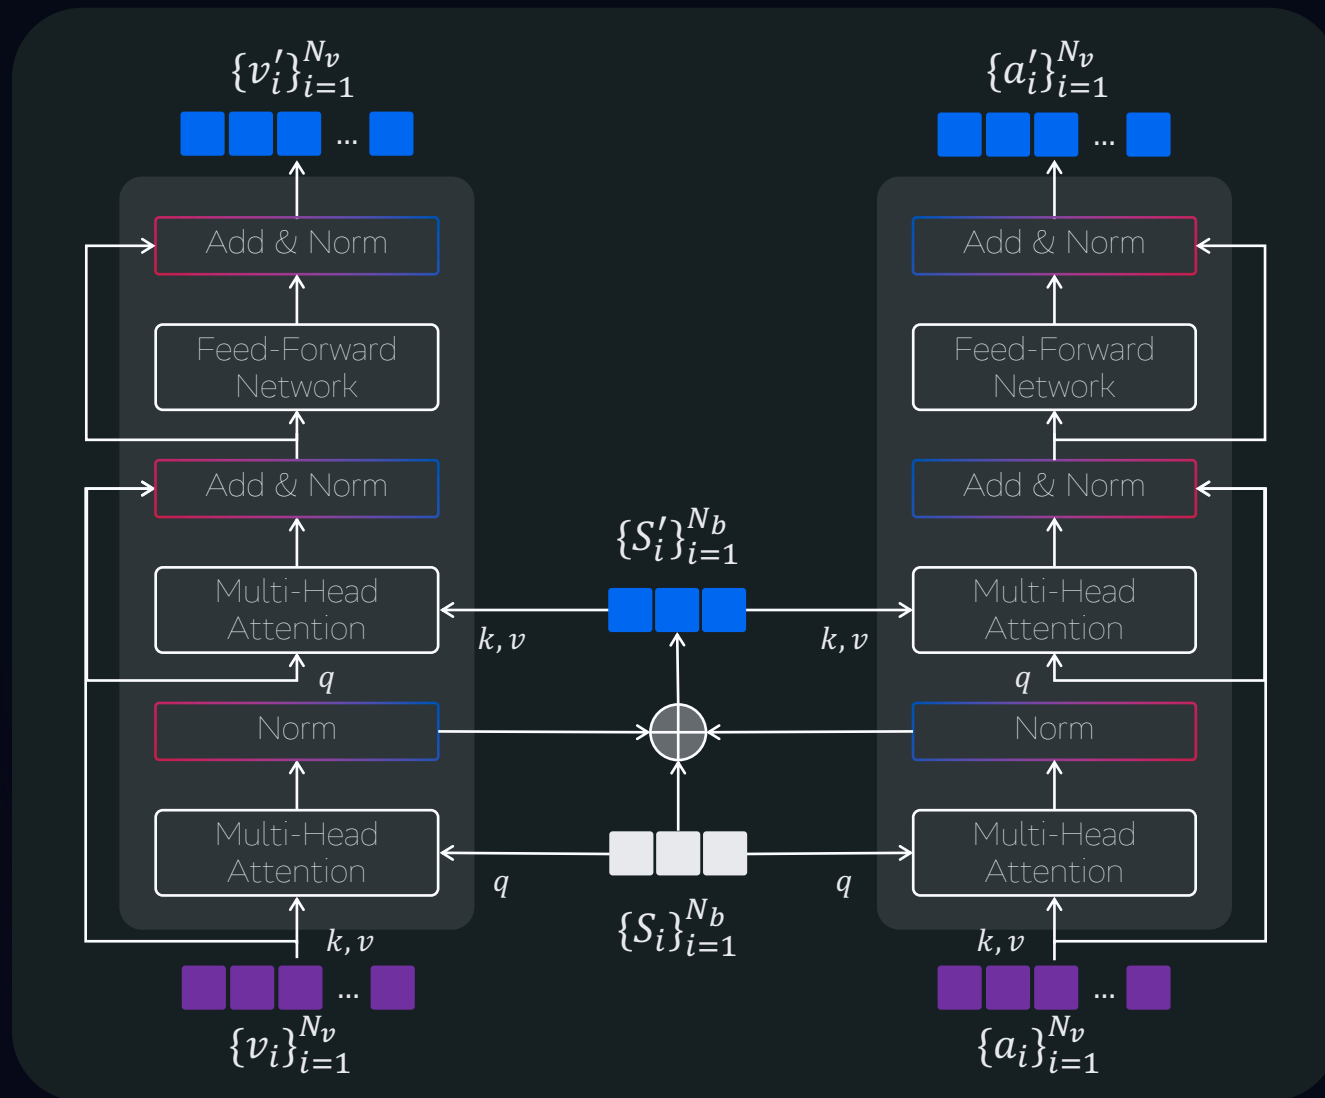 {v′_i}_{i=1}^{N_v}
{a′_i}_{i=1}^{N_v}
...
...
Add & Norm
Add & Norm
Feed-Forward
Network
Feed-Forward
Network
Add & Norm
Add & Norm
{S′_i}_{i=1}^{N_b}
Multi-Head
Attention
Multi-Head
Attention
k, v
k, v
q
q
Norm
Norm
Multi-Head
Attention
Multi-Head
Attention
q
q
{S_i}_{i=1}^{N_b}
k, v
k, v
...
...
{v_i}_{i=1}^{N_v}
{a_i}_{i=1}^{N_v}